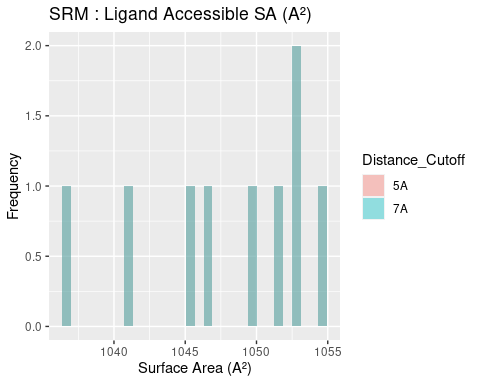 SRM : Ligand Accessible SA (A²)
2.0
1.5
1.0
0.5
0.0
Frequency
1040 1045 1050 1055
Surface Area (A²)
Distance_Cutoff
5A
7A